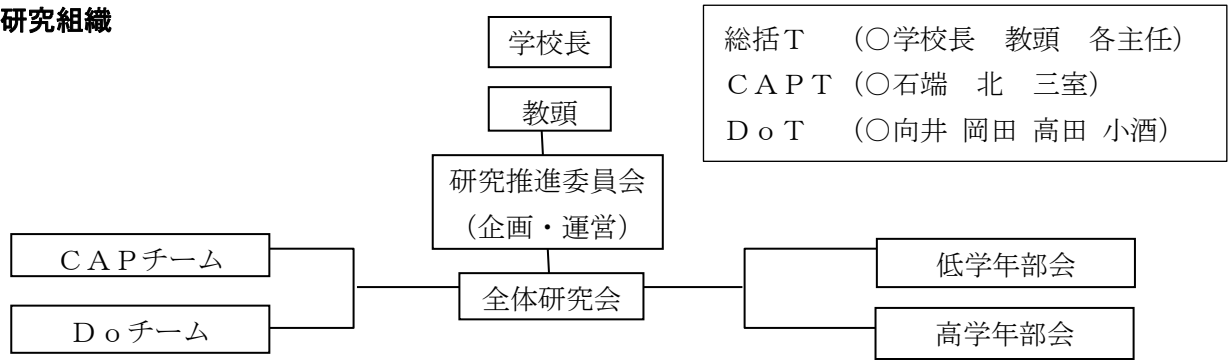 研究組織
学校長
教頭
研究推進委員会
（企画・運営）
全体研究会
ＣＡＰチーム
Ｄｏチーム
低学年部会
高学年部会
総括Ｔ　（○学校長　教頭　各主任）
ＣＡＰＴ（○石端　北　三室）
ＤｏＴ　（○向井 岡田 高田 小酒）